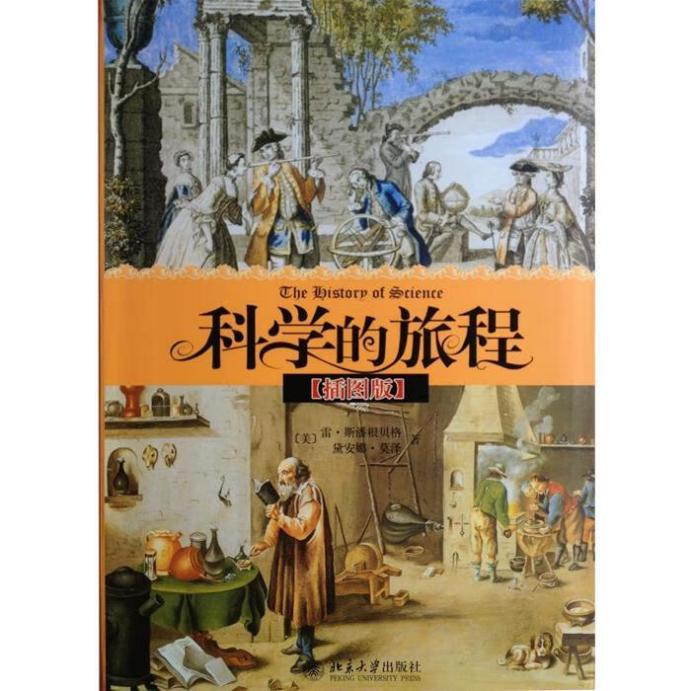 The History of Science
科学的旅程
【插图版】
［美］雷·斯潘根贝格
黛安娜·莫泽 著
北京大学出版社
PEKING UNIVERSITY PRESS